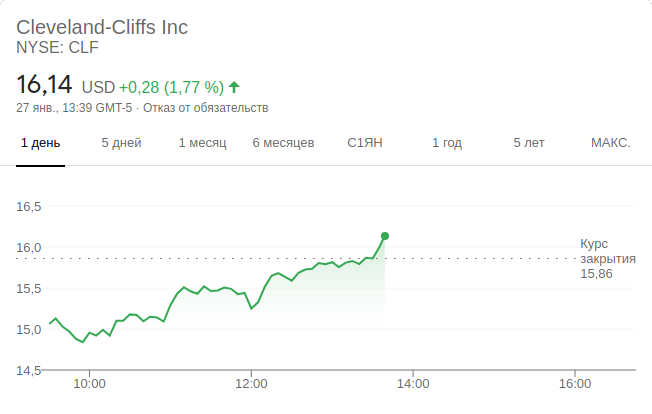 Cleveland-Cliffs Inc
NYSE: CLF
16,14 USD +0,28 (1,77 %)
27 янв., 13:39 GMT-5 · Отказ от обязательств
1 день 5 дней 1 месяц 6 месяцев С1ЯН 1 год 5 лет МАКС.
16,5
16,0
15,5
15,0
14,5
Курс
закрытия
15,86
10:00 12:00 14:00 16:00